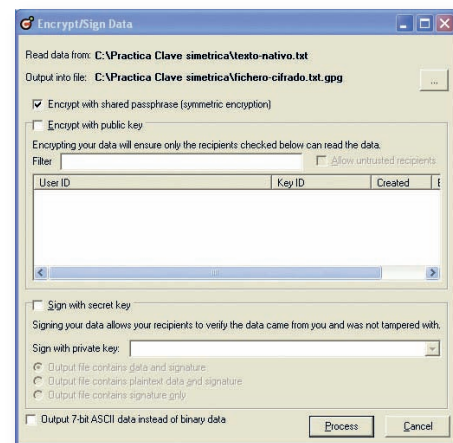 Encrypt/Sign Data
Read data from: C:\Practica Clave simetrica\texto-nativo.txt
Output into file: C:\Practica Clave simetrica\fichero-cifrado.txt.gpg
...
Encrypt with shared passphrase (symmetric encryption)
Encrypt with public key
Encrypting your data will ensure only the recipients checked below can read the data.
Filter Allow untrusted recipients
User ID Key ID Created E
Sign with secret key
Signing your data allows your recipients to verify the data came from you and was not tampered with.
Sign with private key:
Output file contains data and signature
Output file contains plaintext data and signature
Output file contains signature only
Output 7-bit ASCII data instead of binary data
Process Cancel